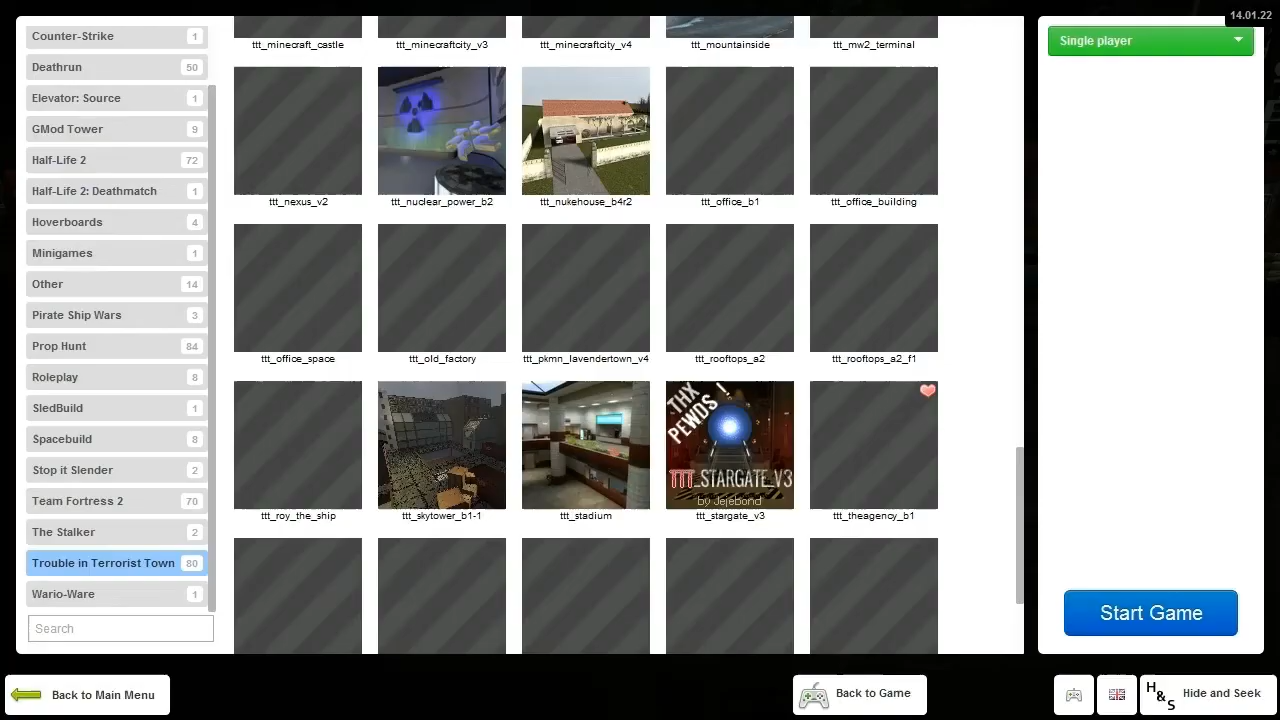 14.01.22
Counter-Strike 1
Deathrun 50
Elevator: Source 1
GMod Tower 9
Half-Life 2 72
Half-Life 2: Deathmatch 1
Hoverboards 4
Minigames 1
Other 14
Pirate Ship Wars 3
Prop Hunt 84
Roleplay 8
SledBuild 1
Spacebuild 8
Stop it Slender 2
Team Fortress 2 70
The Stalker 2
Trouble in Terrorist Town 80
Wario-Ware 1
Search
ttt_minecraft_castle ttt_minecraftcity_v3 ttt_minecraftcity_v4 ttt_mountainside ttt_mw2_terminal
ttt_nexus_v2 ttt_nuclear_power_b2 ttt_nukehouse_b4r2 ttt_office_b1 ttt_office_building
ttt_office_space ttt_old_factory ttt_pkmn_lavendertown_v4 ttt_rooftops_a2 ttt_rooftops_a2_f1
THX
PEWDS !
TTT_STARGATE_V3
by Jejebond
ttt_roy_the_ship ttt_skytower_b1-1 ttt_stadium ttt_stargate_v3 ttt_theagency_b1
Single player
Start Game
Back to Main Menu
Back to Game
H&S Hide and Seek